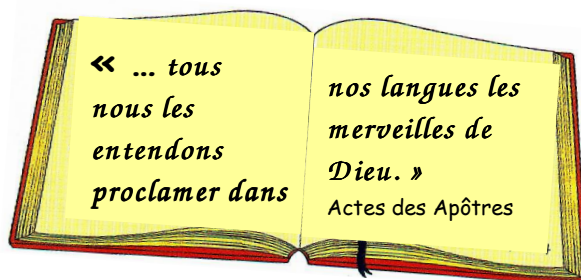 « ... tous
nous les
entendons
proclamer dans
nos langues les
merveilles de
Dieu. »
Actes des Apôtres